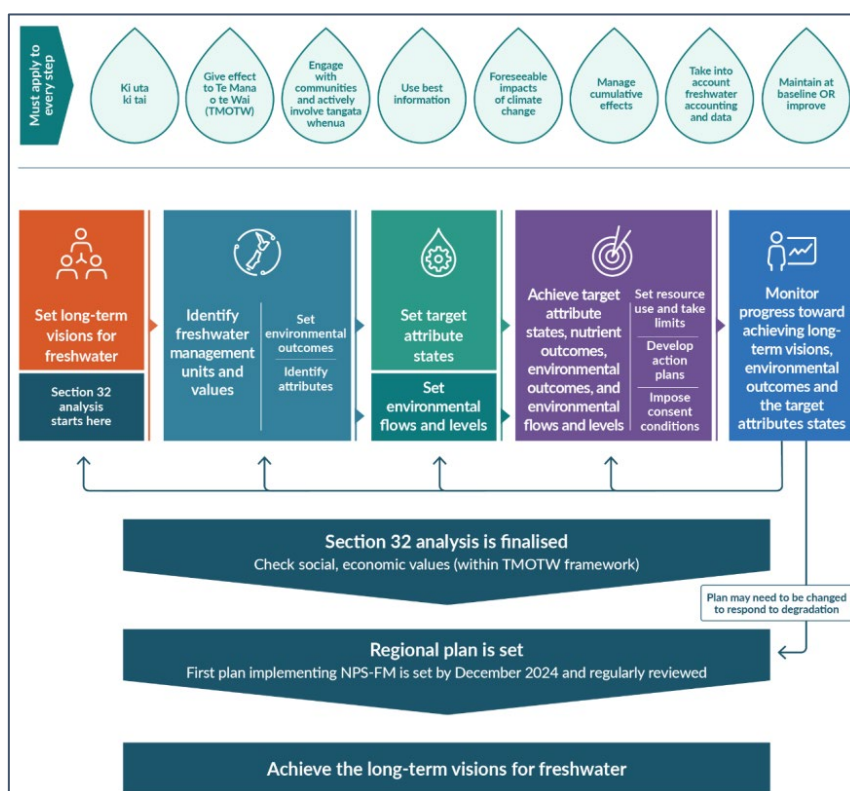 Must apply to
every step
Ki uta
ki tai
Give effect
to Te Mana
o te Wai
(TMOTW)
Engage
with
communities
and actively
involve tangata
whenua
Use best
information
Foreseeable
impacts
of climate
change
Manage
cumulative
effects
Take into
account
freshwater
accounting
and data
Maintain at
baseline OR
improve
Set long-term
visions for
freshwater
Section 32
analysis
starts here
Identify
freshwater
management
units and
values
Set
environmental
outcomes
Identify
attributes
Set target
attribute
states
Set
environmental
flows and levels
Achieve target
attribute
states, nutrient
outcomes,
environmental
outcomes, and
environmental
flows and levels
Set resource
use and take
limits
Develop
action
plans
Impose
consent
conditions
Monitor
progress toward
achieving long-
term visions,
environmental
outcomes and
the target
attributes states
Section 32 analysis is finalised
Check social, economic values (within TMOTW framework)
Plan may need to be changed
to respond to degradation
Regional plan is set
First plan implementing NPS-FM is set by December 2024 and regularly reviewed
Achieve the long-term visions for freshwater